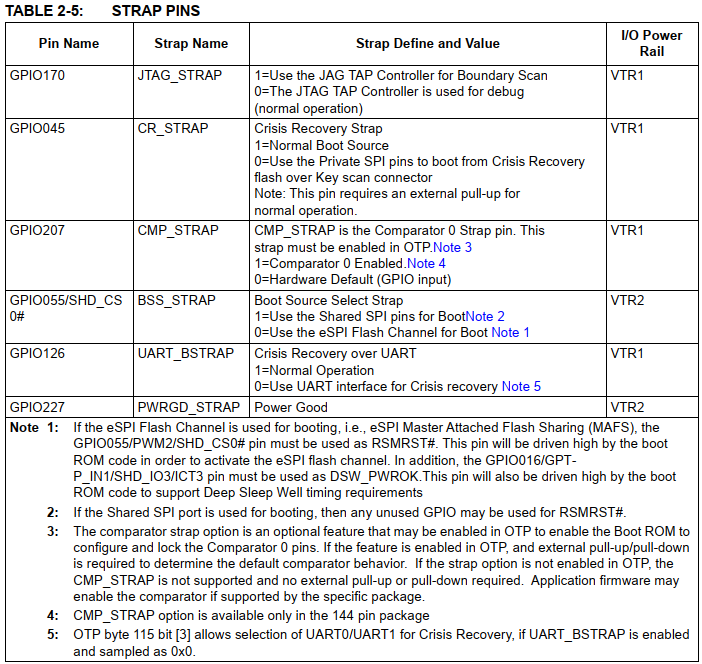 TABLE 2-5: STRAP PINS
Pin Name Strap Name Strap Define and Value I/O Power
Rail
GPIO170 JTAG_STRAP 1=Use the JAG TAP Controller for Boundary Scan VTR1
0=The JTAG TAP Controller is used for debug
(normal operation)
GPIO045 CR_STRAP Crisis Recovery Strap VTR1
1=Normal Boot Source
0=Use the Private SPI pins to boot from Crisis Recovery
flash over Key scan connector
Note: This pin requires an external pull-up for
normal operation.
GPIO207 CMP_STRAP CMP_STRAP is the Comparator 0 Strap pin. This VTR1
strap must be enabled in OTP.Note 3
1=Comparator 0 Enabled.Note 4
0=Hardware Default (GPIO input)
GPIO055/SHD_CS BSS_STRAP Boot Source Select Strap VTR2
0# 1=Use the Shared SPI pins for BootNote 2
0=Use the eSPI Flash Channel for Boot Note 1
GPIO126 UART_BSTRAP Crisis Recovery over UART VTR1
1=Normal Operation
0=Use UART interface for Crisis recovery Note 5
GPIO227 PWRGD_STRAP Power Good VTR2
Note 1: If the eSPI Flash Channel is used for booting, i.e., eSPI Master Attached Flash Sharing (MAFS), the
GPIO055/PWM2/SHD_CS0# pin must be used as RSMRST#. This pin will be driven high by the boot
ROM code in order to activate the eSPI flash channel. In addition, the GPIO016/GPT-
P_IN1/SHD_IO3/ICT3 pin must be used as DSW_PWROK.This pin will also be driven high by the boot
ROM code to support Deep Sleep Well timing requirements
2: If the Shared SPI port is used for booting, then any unused GPIO may be used for RSMRST#.
3: The comparator strap option is an optional feature that may be enabled in OTP to enable the Boot ROM to
configure and lock the Comparator 0 pins. If the feature is enabled in OTP, and external pull-up/pull-down
is required to determine the default comparator behavior. If the strap option is not enabled in OTP, the
CMP_STRAP is not supported and no external pull-up or pull-down required. Application firmware may
enable the comparator if supported by the specific package.
4: CMP_STRAP option is available only in the 144 pin package
5: OTP byte 115 bit [3] allows selection of UART0/UART1 for Crisis Recovery, if UART_BSTRAP is enabled
and sampled as 0x0.